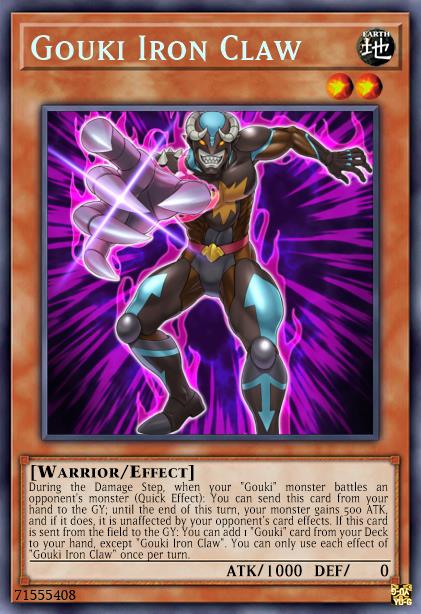 GOUKI IRON CLAW
EARTH
地
[WARRIOR/EFFECT]
During the Damage Step, when your "Gouki" monster battles an
opponent's monster (Quick Effect): You can send this card from your
hand to the GY; until the end of this turn, your monster gains 500 ATK,
and if it does, it is unaffected by your opponent's card effects. If this card
is sent from the field to the GY: You can add 1 "Gouki" card from your Deck
to your hand, except "Gouki Iron Claw". You can only use each effect of
"Gouki Iron Claw" once per turn.
ATK/1000 DEF/ 0
71555408